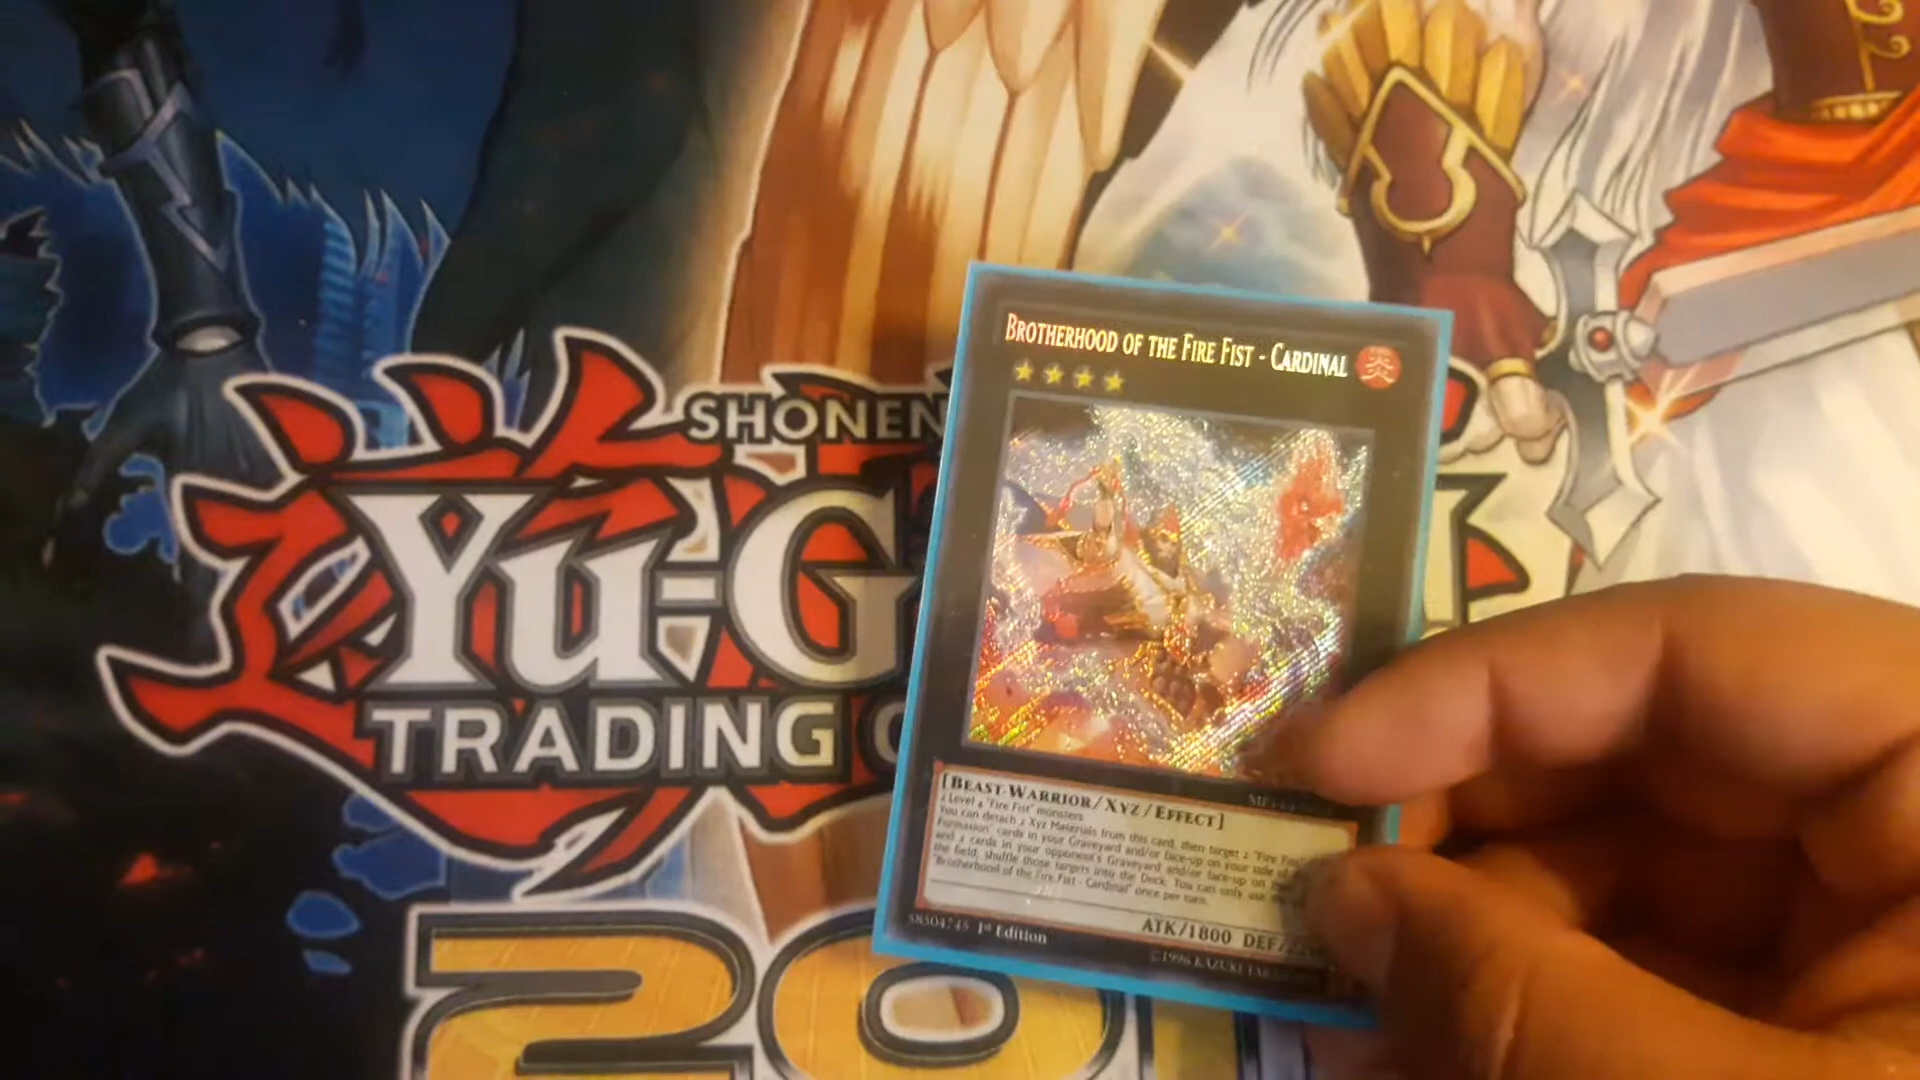 SHONEN
YU-G
TRADING
20
BROTHERHOOD OF THE FIRE FIST - CARDINAL
炎
[BEAST-WARRIOR/XYZ/EFFECT]
2 Level 4 "Fire Fist" monsters
You can detach 2 Xyz Materials from this card, then target 2 "Fire
Formation" cards in your Graveyard and/or face-up on your side of
and 2 cards in your opponent's Graveyard and/or face-up on
the field; shuffle those targets into the Deck. You can only use
"Brotherhood of the Fire Fist - Cardinal" once per turn.
ATK/1800 DEF/
58504745 1st Edition
©1996 KAZUKI